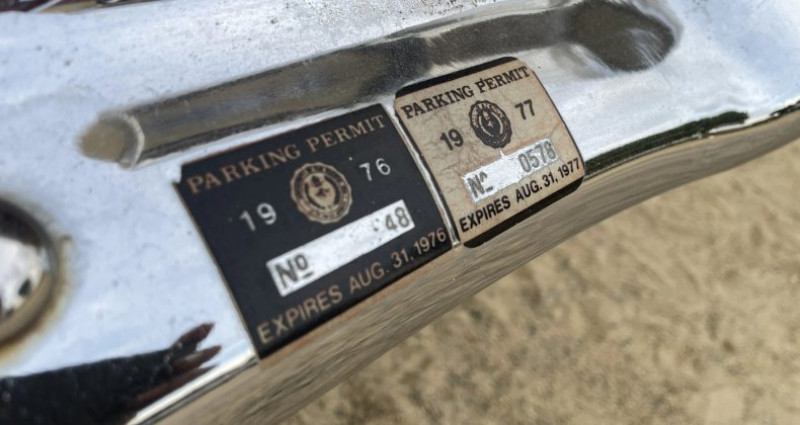 PARKING PERMIT
19 76
Nº 48
EXPIRES AUG. 31, 1976
PARKING PERMIT
19 77
Nº 0578
EXPIRES AUG. 31, 1977